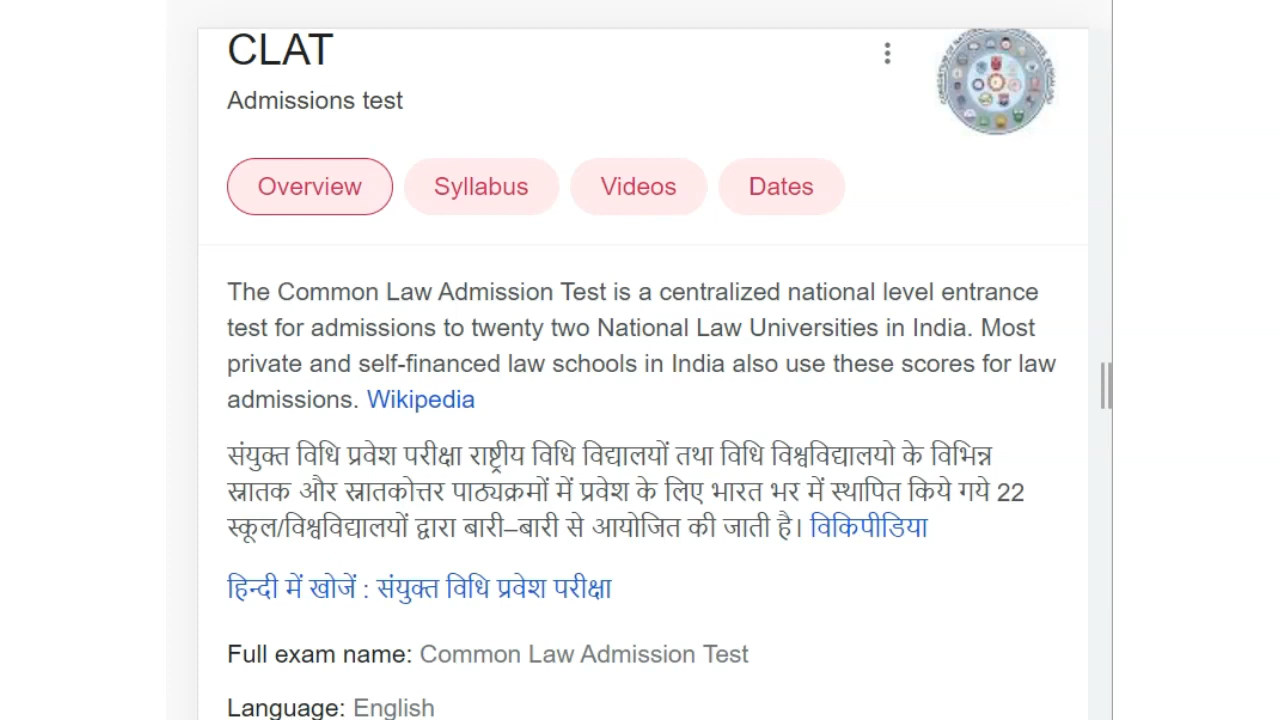 CLAT
Admissions test
Overview
Syllabus
Videos
Dates
The Common Law Admission Test is a centralized national level entrance
test for admissions to twenty two National Law Universities in India. Most
private and self-financed law schools in India also use these scores for law
admissions. Wikipedia
संयुक्त विधि प्रवेश परीक्षा राष्ट्रीय विधि विद्यालयों तथा विधि विश्वविद्यालयो के विभिन्न
स्नातक और स्नातकोत्तर पाठ्यक्रमों में प्रवेश के लिए भारत भर में स्थापित किये गये 22
स्कूल/विश्वविद्यालयों द्वारा बारी–बारी से आयोजित की जाती है। विकिपीडिया
हिन्दी में खोजें : संयुक्त विधि प्रवेश परीक्षा
Full exam name: Common Law Admission Test
Language: English